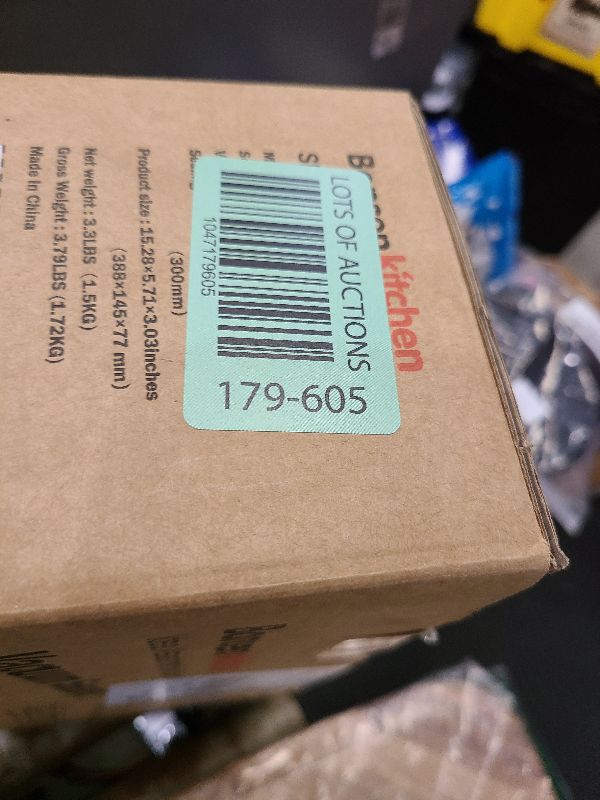 kitchen
LOTS OF AUCTIONS
1047179605
179-605
(300mm)
Product size : 15.28×5.71×3.03inches
(388×145×77 mm)
Net weight : 3.3LBS (1.5KG)
Gross Weight : 3.79LBS (1.72KG)
Made in China